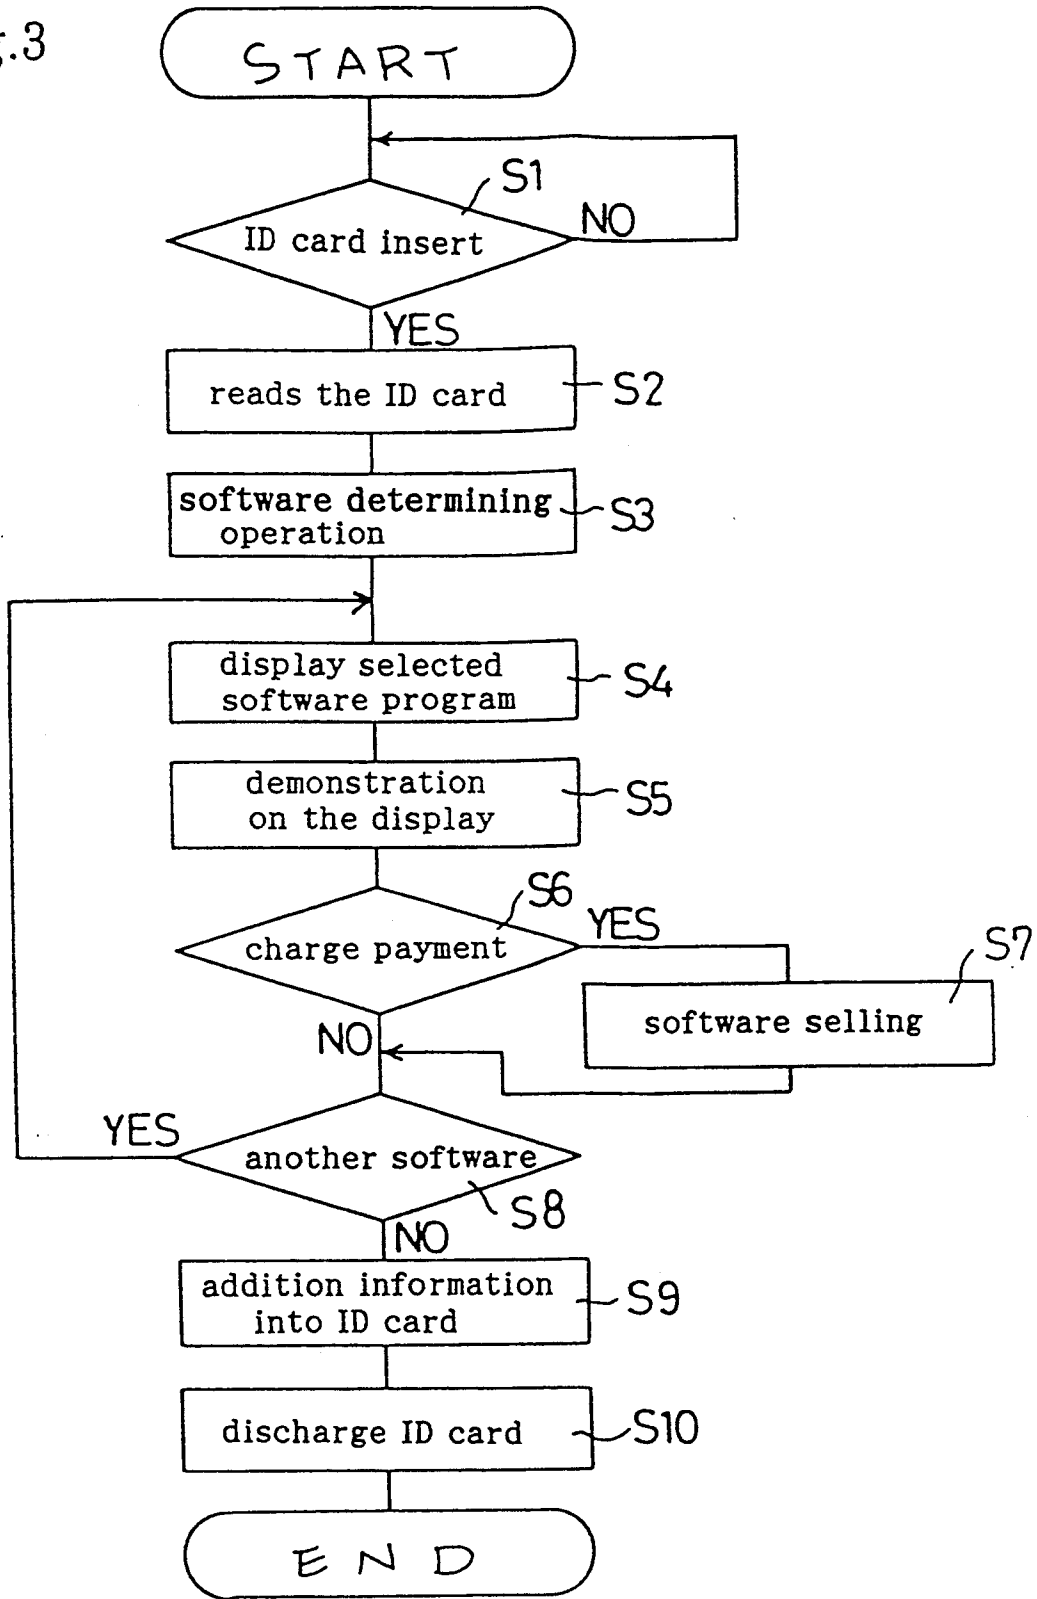 .3
START
S1
ID card insert
NO
YES
reads the ID card
S2
software determining
operation
S3
display selected
software program
S4
demonstration
on the display
S5
S6
charge payment
YES
S7
software selling
NO
YES
another software
S8
NO
addition information
into ID card
S9
discharge ID card
S10
END